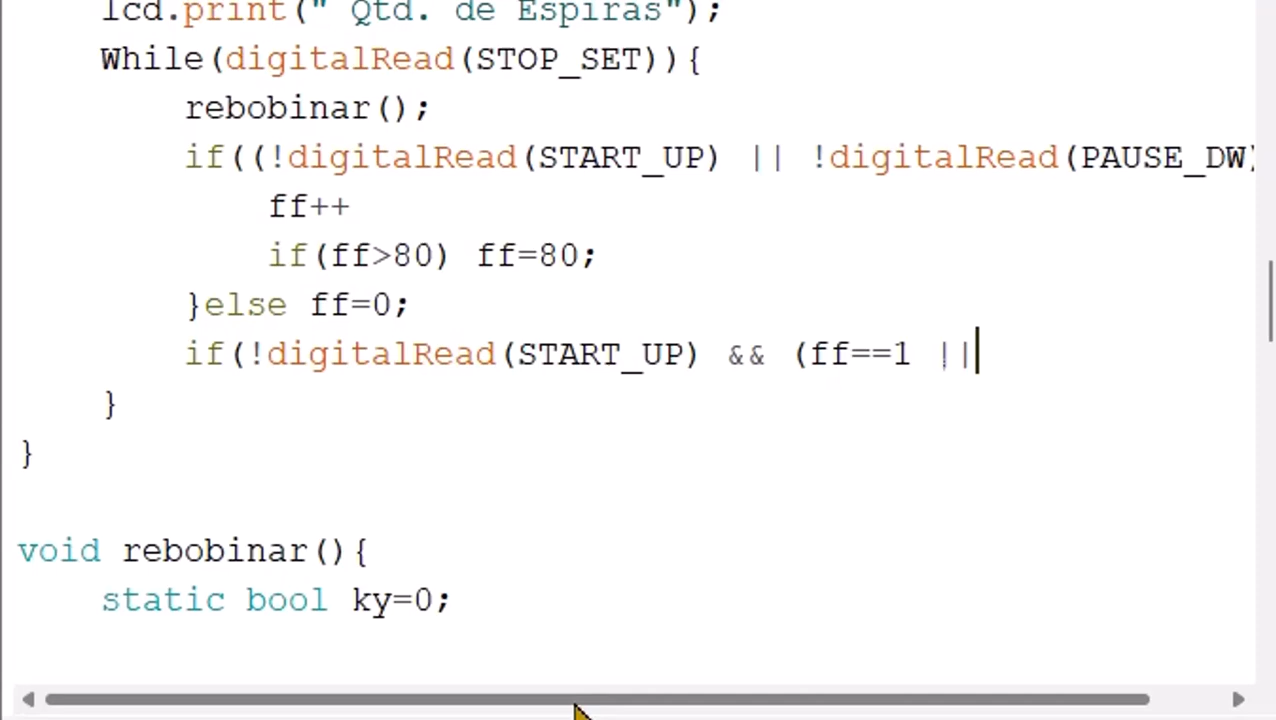 lcd.print(" Qtd. de Espiras");
While(digitalRead(STOP_SET)){
rebobinar();
if((!digitalRead(START_UP) || !digitalRead(PAUSE_DW)
ff++
if(ff>80) ff=80;
}else ff=0;
if(!digitalRead(START_UP) && (ff==1 ||
}
}
void rebobinar(){
static bool ky=0;